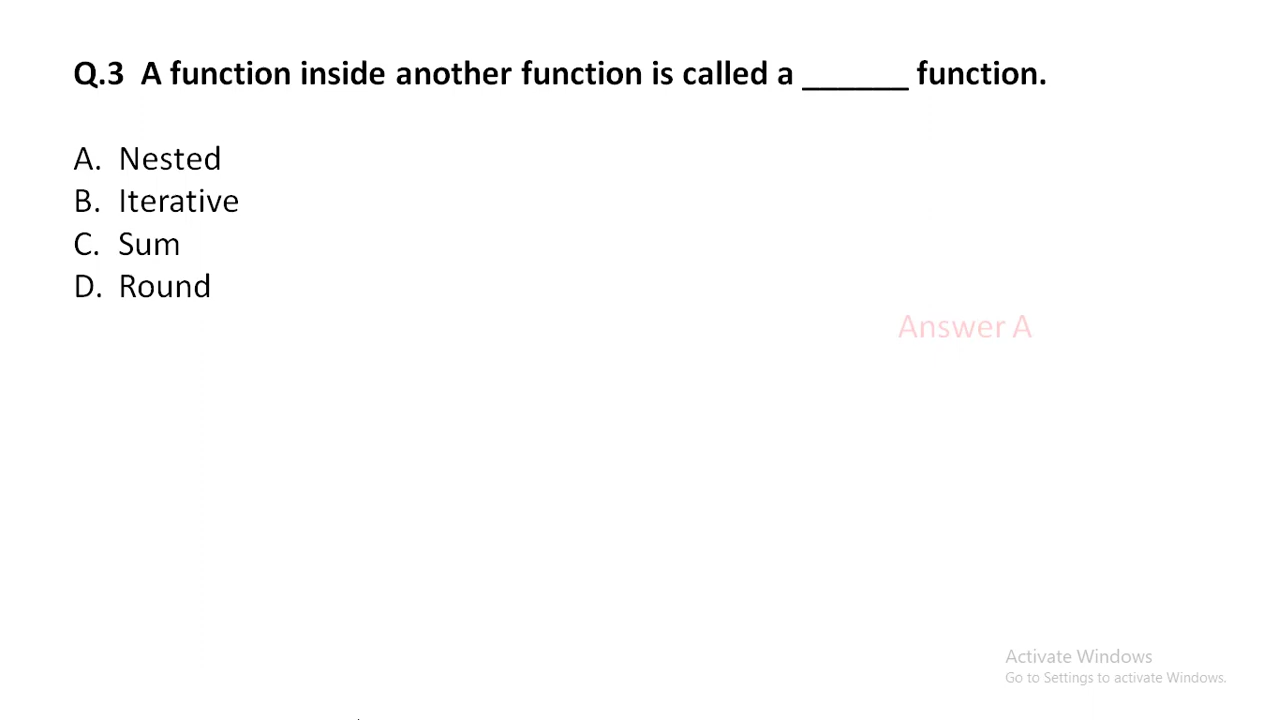 Q.3 A function inside another function is called a ______ function.
A. Nested
B. Iterative
C. Sum
D. Round
Answer A
Activate Windows
Go to Settings to activate Windows.